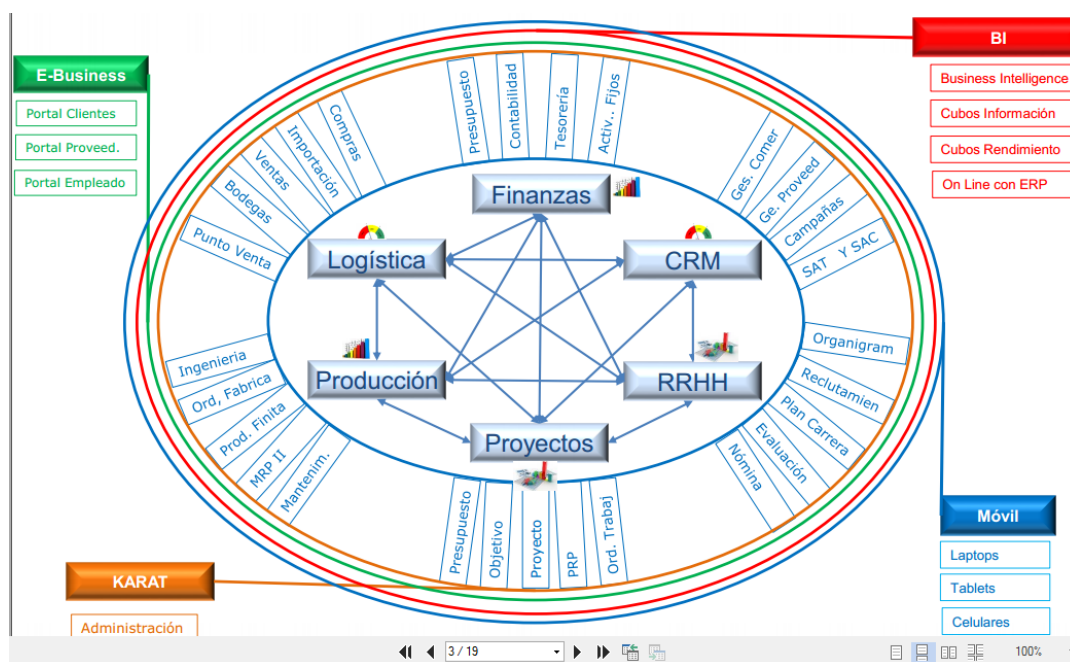 BI
Business Intelligence
Cubos Información
Cubos Rendimiento
On Line con ERP
E-Business
Portal Clientes
Portal Proveed.
Portal Empleado
Presupuesto
Contabilidad
Tesorería
Activ.. Fijos
Compras
Importación
Ventas
Bodegas
Punto Venta
Ges. Comer
Ge. Proveed
Campañas
SAT Y SAC
Finanzas
Logística
CRM
Producción
RRHH
Proyectos
Ingenieria
Ord, Fabrica
Prod. Finita
MRP II
Mantenim.
Organigram
Reclutamien
Plan Carrera
Evaluación
Nómina
Presupuesto
Objetivo
Proyecto
PRP
Ord. Trabaj
Móvil
Laptops
Tablets
Celulares
KARAT
Administración
3 / 19
100%